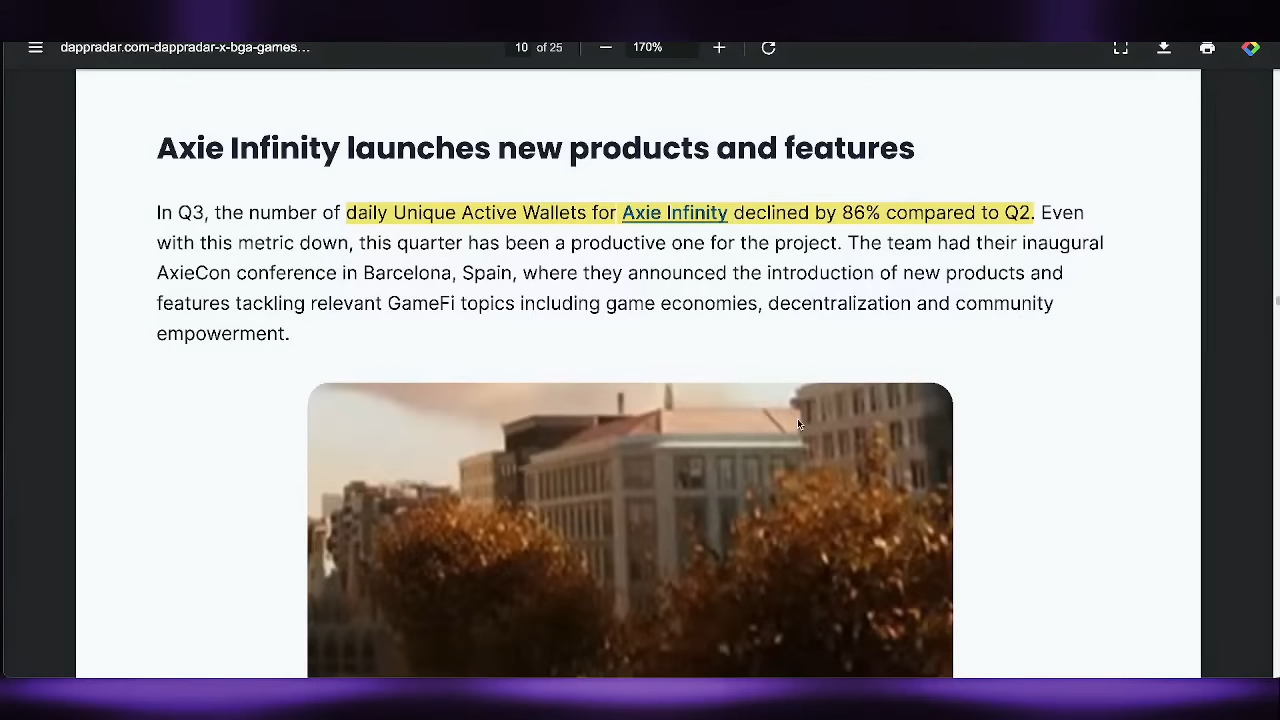 dappradar.com-dappradar-x-bga-games...
10 of 25
170%
Axie Infinity launches new products and features
In Q3, the number of daily Unique Active Wallets for Axie Infinity declined by 86% compared to Q2. Even
with this metric down, this quarter has been a productive one for the project. The team had their inaugural
AxieCon conference in Barcelona, Spain, where they announced the introduction of new products and
features tackling relevant GameFi topics including game economies, decentralization and community
empowerment.